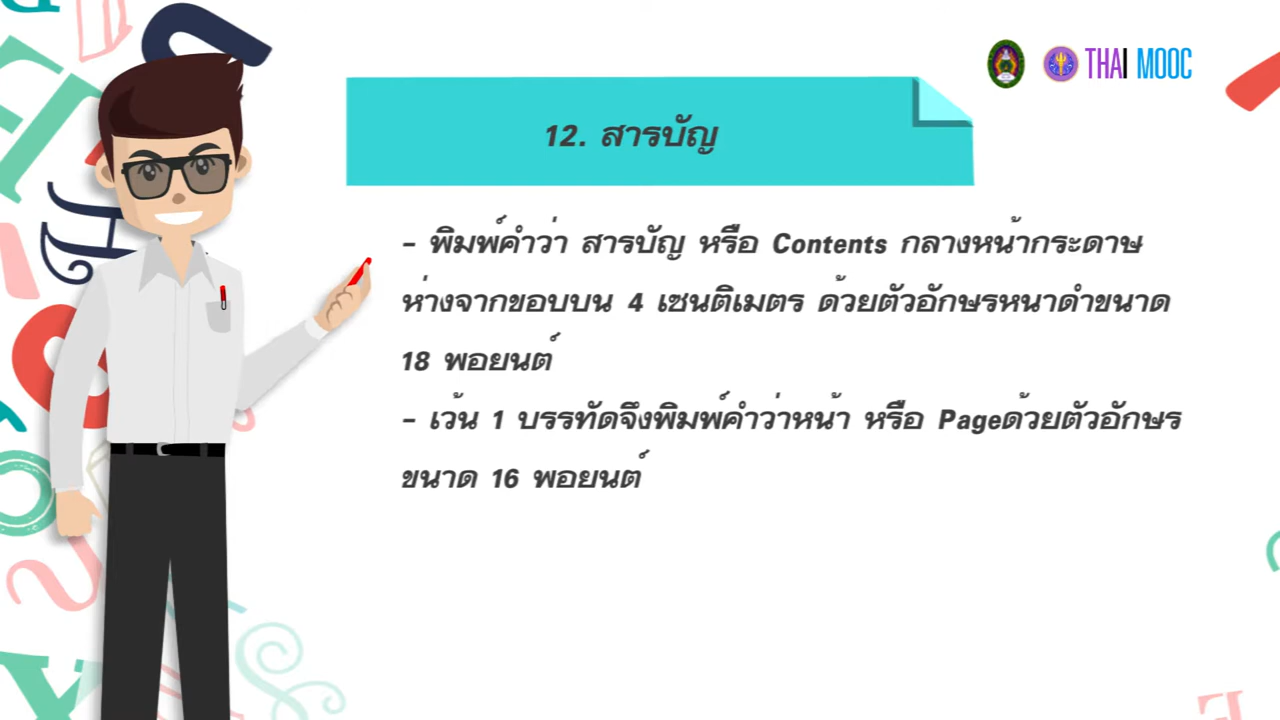 THAI MOOC
12. สารบัญ
- พิมพ์คำว่า สารบัญ หรือ Contents กลางหน้ากระดาษ
ห่างจากขอบบน 4 เซนติเมตร ด้วยตัวอักษรหนาดำขนาด
18 พอยนต์
- เว้น 1 บรรทัดจึงพิมพ์คำว่าหน้า หรือ Pageด้วยตัวอักษร
ขนาด 16 พอยนต์